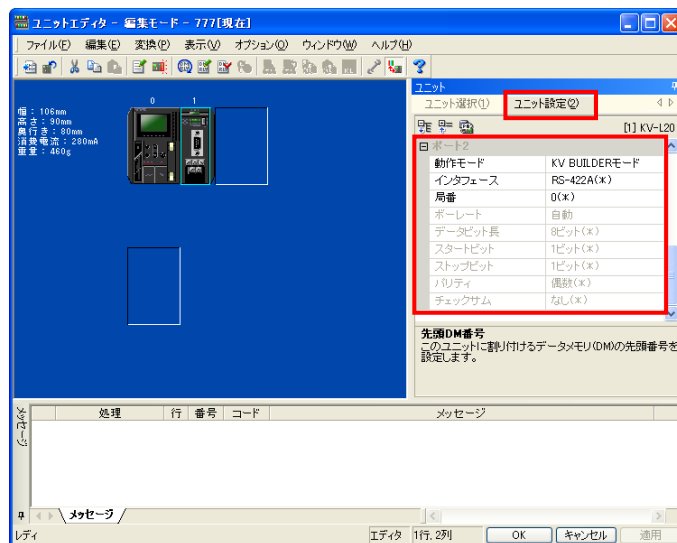 ユニットエディタ - 編集モード - 777[現在]
ファイル(F) 編集(E) 変換(P) 表示(V) オプション(O) ウィンドウ(W) ヘルプ(H)
幅: 106mm
高さ: 90mm
奥行き: 80mm
消費電流: 280mA
重量: 460g
0 1
ユニット
ユニット選択(1) ユニット設定(2)
[1] KV-L20
ポート2
動作モード KV BUILDERモード
インタフェース RS-422A(*)
局番 0(*)
ボーレート 自動
データビット長 8ビット(*)
スタートビット 1ビット(*)
ストップビット 1ビット(*)
パリティ 偶数(*)
チェックサム なし(*)
先頭DM番号
このユニットに割り付けるデータメモリ(DM)の先頭番号を
設定します。
メッセージ
処理 行 番号 コード メッセージ
メッセージ
レディ エディタ 1行, 2列 OK キャンセル 適用